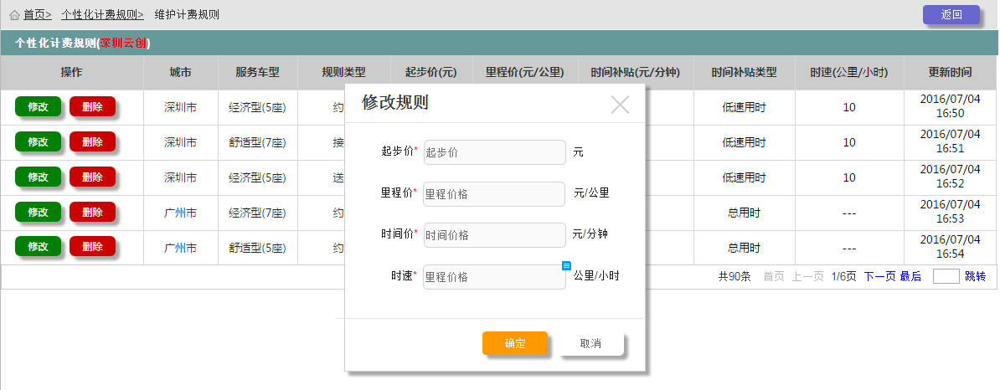 首页> 个性化计费规则> 维护计费规则 返回
个性化计费规则(深圳云创)
操作 城市 服务车型 规则类型 起步价(元) 里程价(元/公里) 时间补贴(元/分钟) 时间补贴类型 时速(公里/小时) 更新时间
修改 删除 深圳市 经济型(5座) 约 低速用时 10 2016/07/04 16:50
修改 删除 深圳市 舒适型(7座) 接 低速用时 10 2016/07/04 16:51
修改 删除 深圳市 经济型(5座) 送 低速用时 10 2016/07/04 16:52
修改 删除 广州市 经济型(7座) 约 总用时 --- 2016/07/04 16:53
修改 删除 广州市 舒适型(5座) 约 总用时 --- 2016/07/04 16:54
共90条 首页 上一页 1/6页 下一页 最后 跳转
修改规则
起步价* 起步价 元
里程价* 里程价格 元/公里
时间价* 时间价格 元/分钟
时速* 里程价格 公里/小时
确定 取消